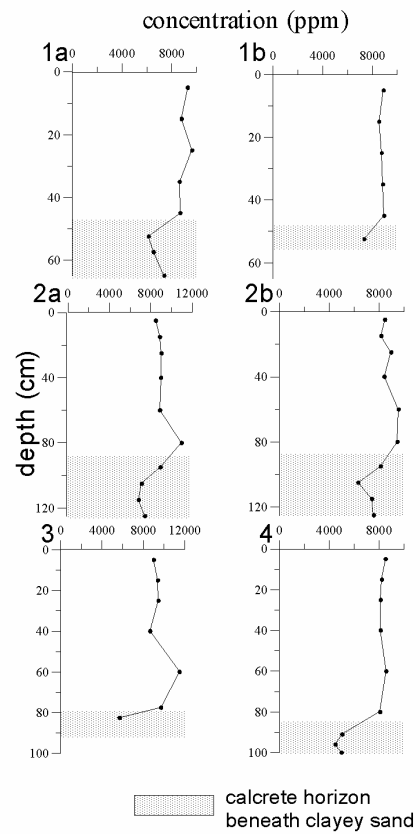 concentration (ppm)
1a 0 4000 8000
0
20
40
60
1b 0 4000 8000
0
20
40
60
2a 0 4000 8000 12000
0
40
80
120
2b 0 4000 8000
0
40
80
120
depth (cm)
3 0 4000 8000 12000
0
20
40
60
80
100
4 0 4000 8000
0
20
40
60
80
100
calcrete horizon
beneath clayey sand